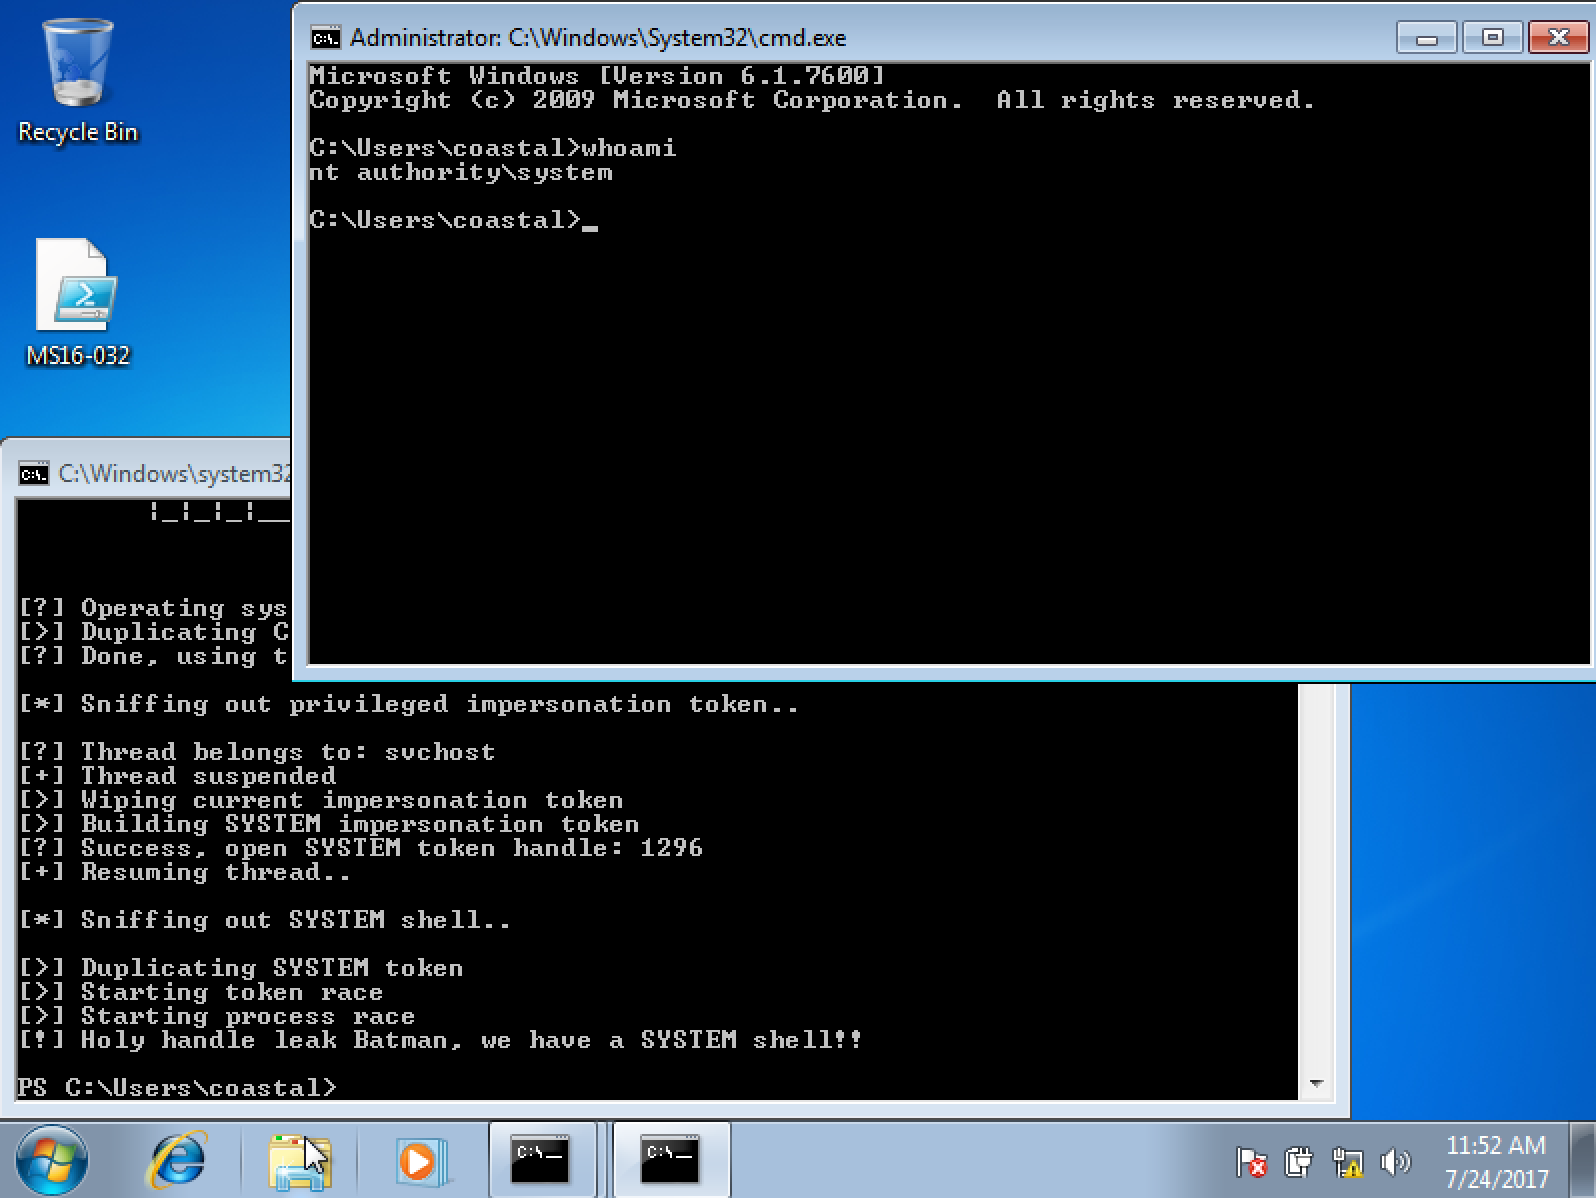 Recycle Bin
MS16-032
Administrator: C:\Windows\System32\cmd.exe
Microsoft Windows [Version 6.1.7600]
Copyright (c) 2009 Microsoft Corporation.  All rights reserved.
C:\Users\coastal>whoami
nt authority\system
C:\Users\coastal>_
C:\Windows\system32
[?] Operating sys
[>] Duplicating C
[?] Done, using t
[*] Sniffing out privileged impersonation token..
[?] Thread belongs to: svchost
[+] Thread suspended
[>] Wiping current impersonation token
[>] Building SYSTEM impersonation token
[?] Success, open SYSTEM token handle: 1296
[+] Resuming thread..
[*] Sniffing out SYSTEM shell..
[>] Duplicating SYSTEM token
[>] Starting token race
[>] Starting process race
[!] Holy handle leak Batman, we have a SYSTEM shell!!
PS C:\Users\coastal>
11:52 AM
7/24/2017